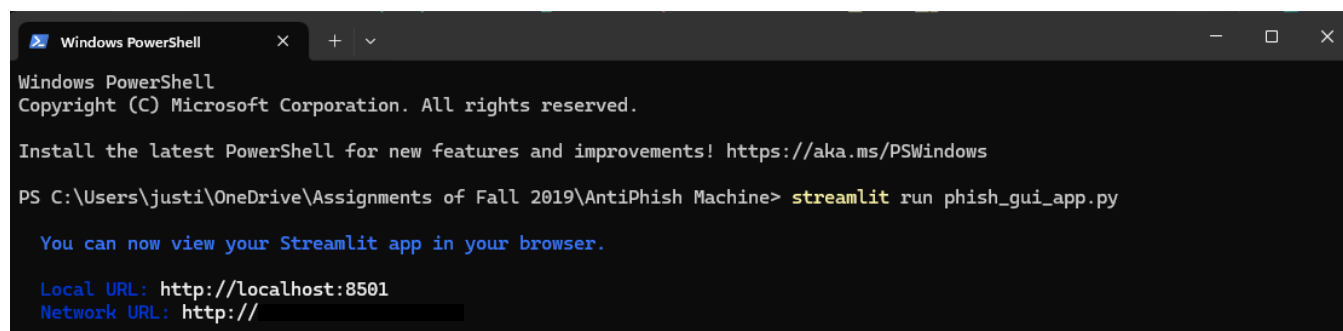 Windows PowerShell
Windows PowerShell
Copyright (C) Microsoft Corporation. All rights reserved.
Install the latest PowerShell for new features and improvements! https://aka.ms/PSWindows
PS C:\Users\justi\OneDrive\Assignments of Fall 2019\AntiPhish Machine> streamlit run phish_gui_app.py
You can now view your Streamlit app in your browser.
Local URL: http://localhost:8501
Network URL: http://